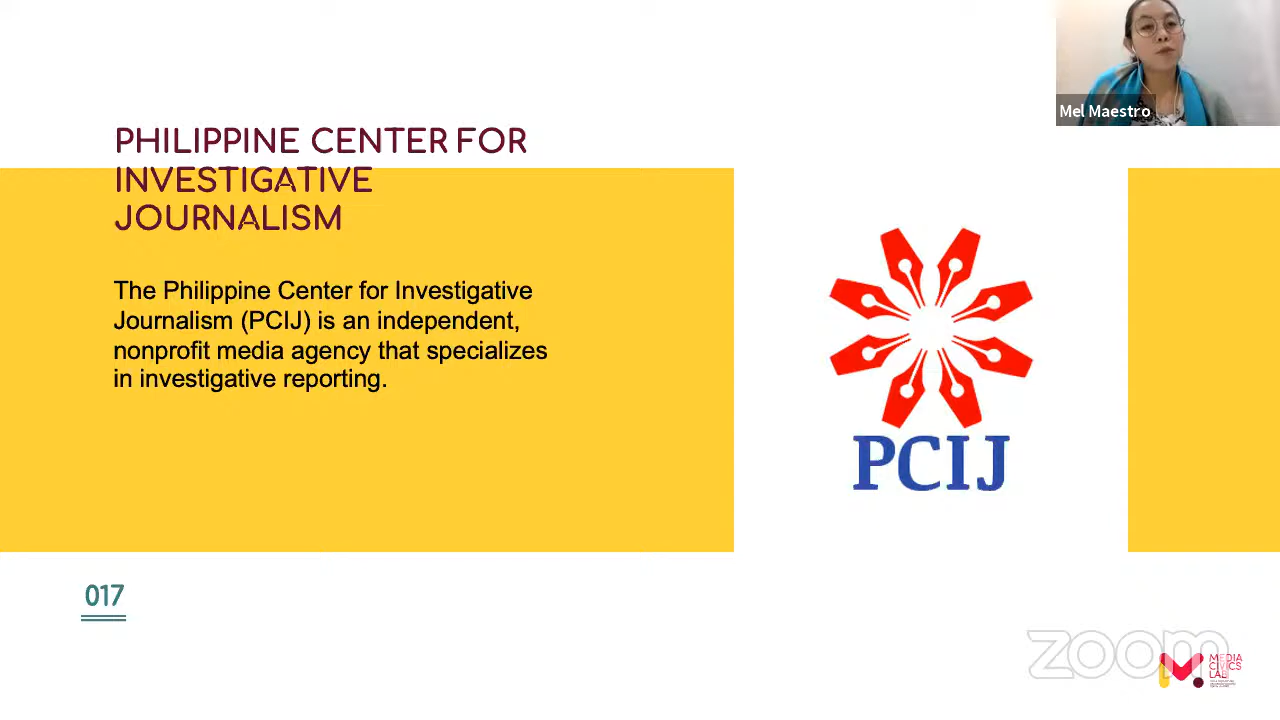 Mel Maestro
PHILIPPINE CENTER FOR
INVESTIGATIVE
JOURNALISM
The Philippine Center for Investigative
Journalism (PCIJ) is an independent,
nonprofit media agency that specializes
in investigative reporting.
PCIJ
017
zoom
MEDIA
CIVICS
LAB